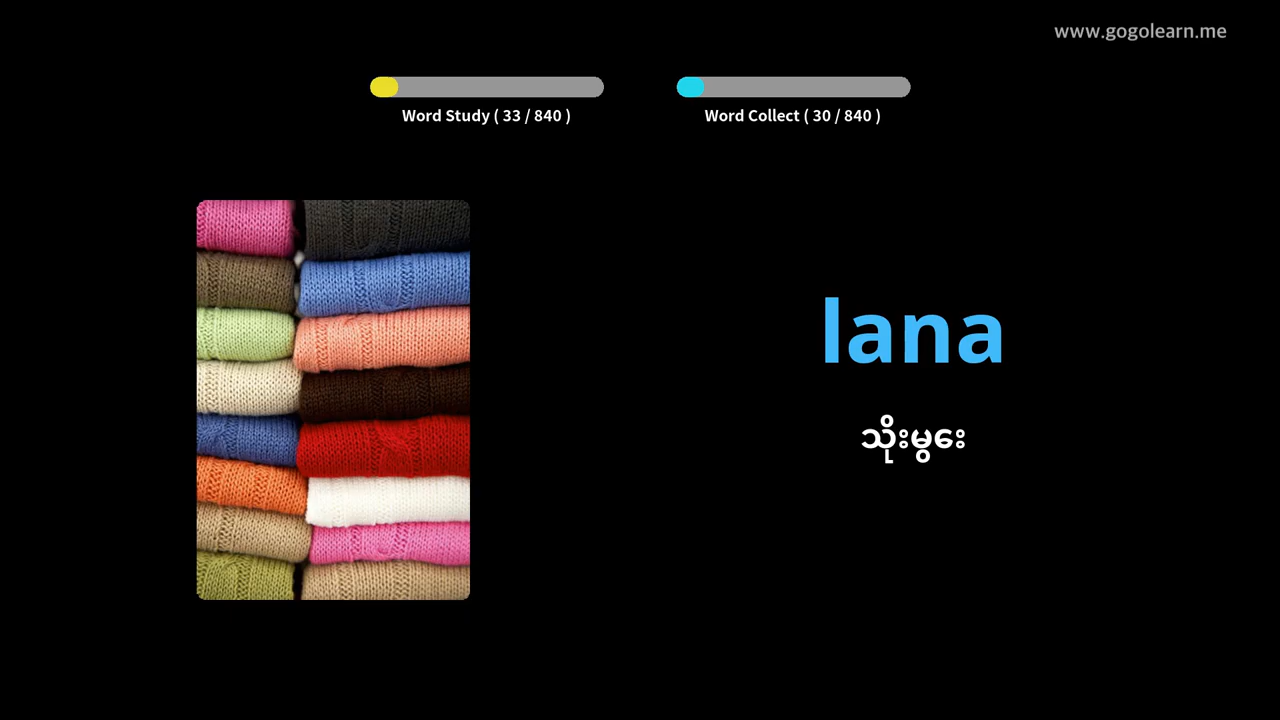 www.gogolearn.me
Word Study ( 33 / 840 )
Word Collect ( 30 / 840 )
lana
သိုးမွှေး